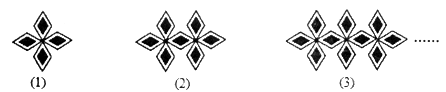 (1) (2) (3) ......